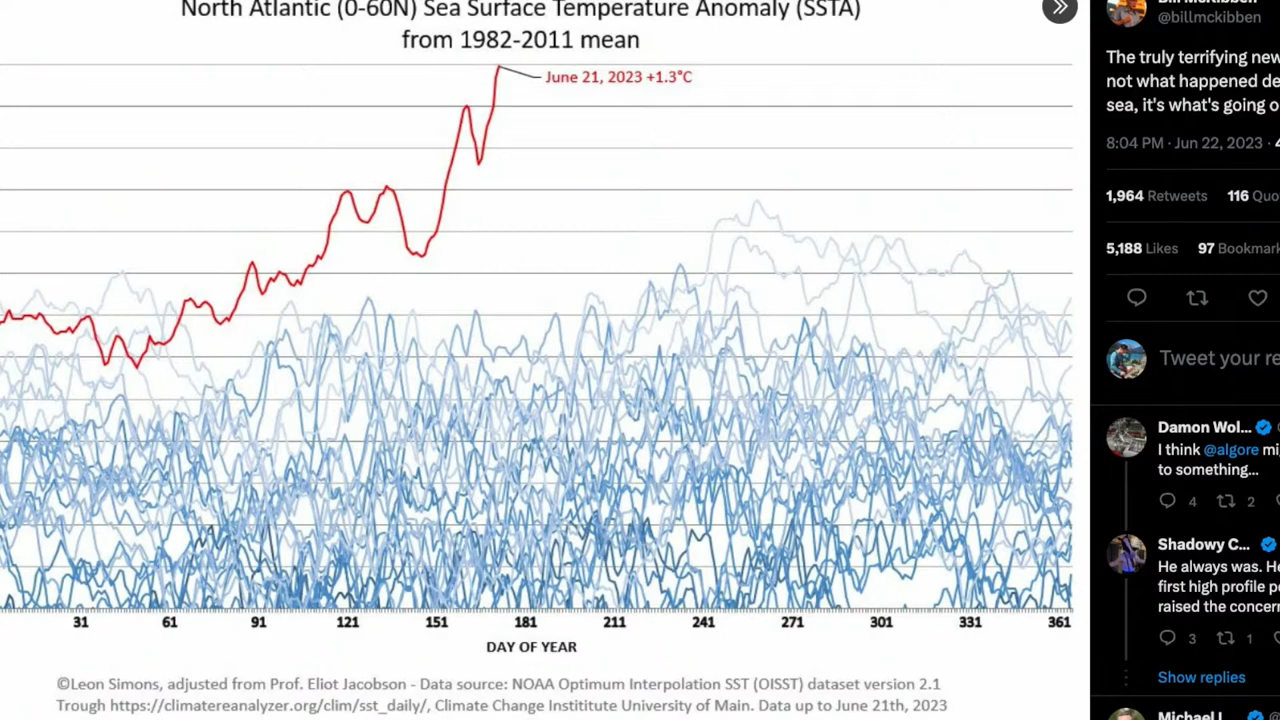 North Atlantic (0-60N) Sea Surface Temperature Anomaly (SSTA)
from 1982-2011 mean
June 21, 2023 +1.3°C
31 61 91 121 151 181 211 241 271 301 331 361
DAY OF YEAR
©Leon Simons, adjusted from Prof. Eliot Jacobson - Data source: NOAA Optimum Interpolation SST (OISST) dataset version 2.1
Trough https://climatereanalyzer.org/clim/sst_daily/, Climate Change Instititute University of Main. Data up to June 21th, 2023
Bill McKibben
@billmckibben
The truly terrifying new
not what happened de
sea, it's what's going o
8:04 PM · Jun 22, 2023 ·
1,964 Retweets 116 Quo
5,188 Likes 97 Bookmark
Tweet your re
Damon Wol...
I think @algore mi
to something...
4 2
Shadowy C...
He always was. He
first high profile p
raised the concern
3 1
Show replies
Michael